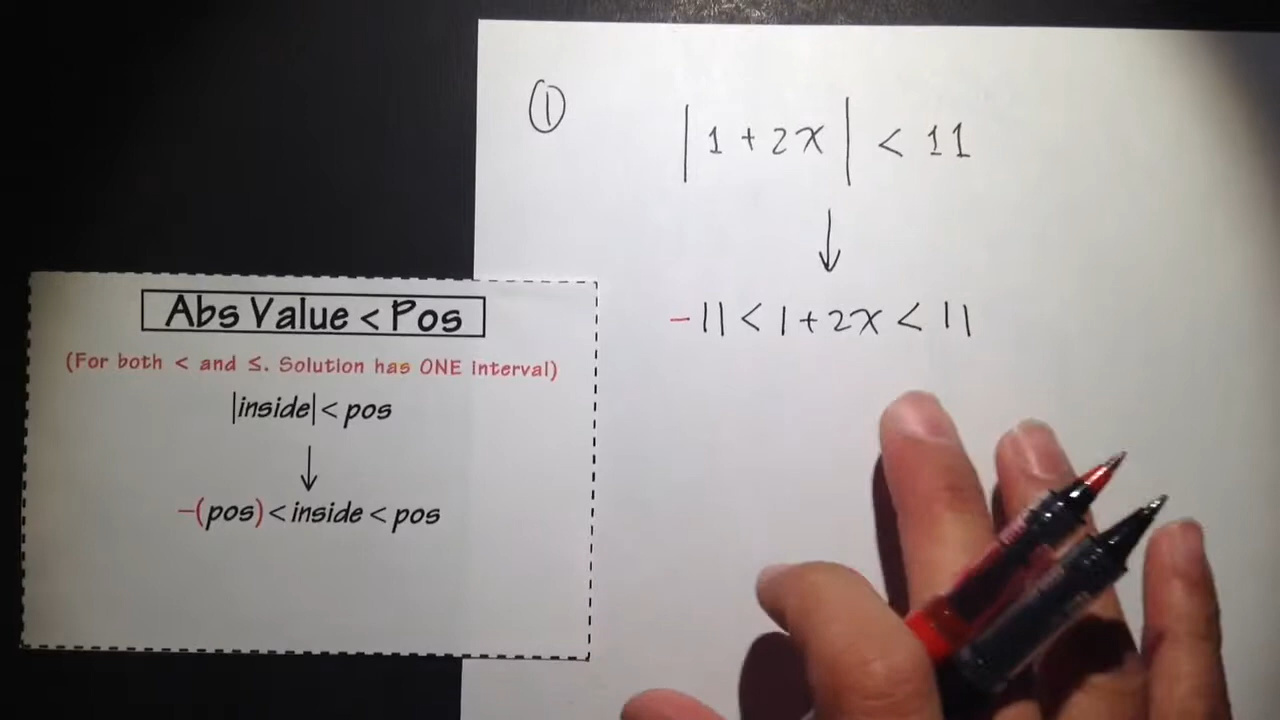 ①
|1 + 2x| < 11
↓
-11 < 1 + 2x < 11
Abs Value < Pos
(For both < and ≤. Solution has ONE interval)
|inside| < pos
↓
-(pos) < inside < pos